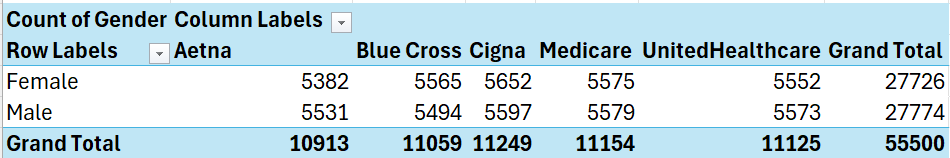 Count of Gender Column Labels
Row Labels Aetna Blue Cross Cigna Medicare UnitedHealthcare Grand Total
Female 5382 5565 5652 5575 5552 27726
Male 5531 5494 5597 5579 5573 27774
Grand Total 10913 11059 11249 11154 11125 55500